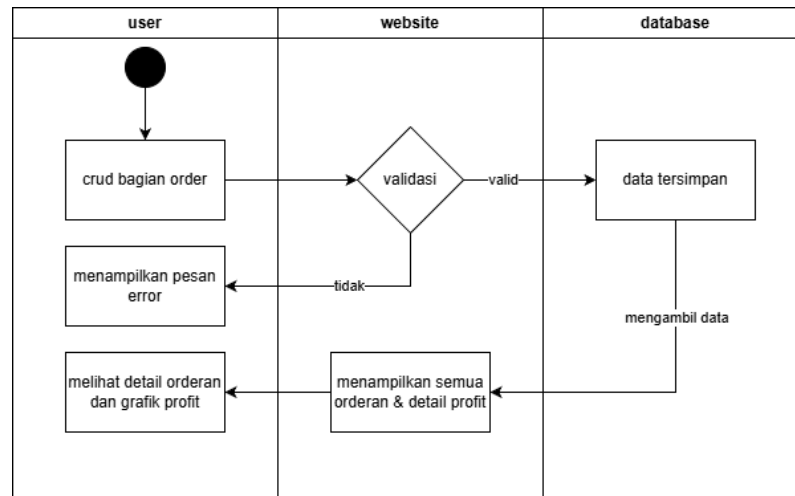 user
website
database
crud bagian order
validasi
valid
data tersimpan
menampilkan pesan
error
tidak
mengambil data
melihat detail orderan
dan grafik profit
menampilkan semua
orderan & detail profit